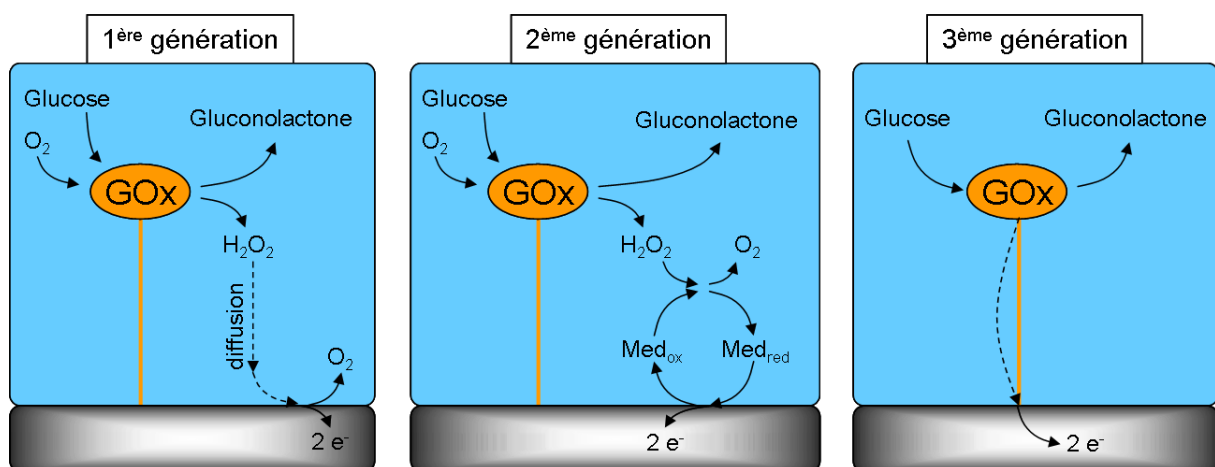 1ère génération
Glucose
O₂
Gluconolactone
GOx
H₂O₂
diffusion
O₂
2 e⁻
2ème génération
Glucose
O₂
Gluconolactone
GOx
H₂O₂
O₂
Medox
Medred
2 e⁻
3ème génération
Glucose
Gluconolactone
GOx
2 e⁻